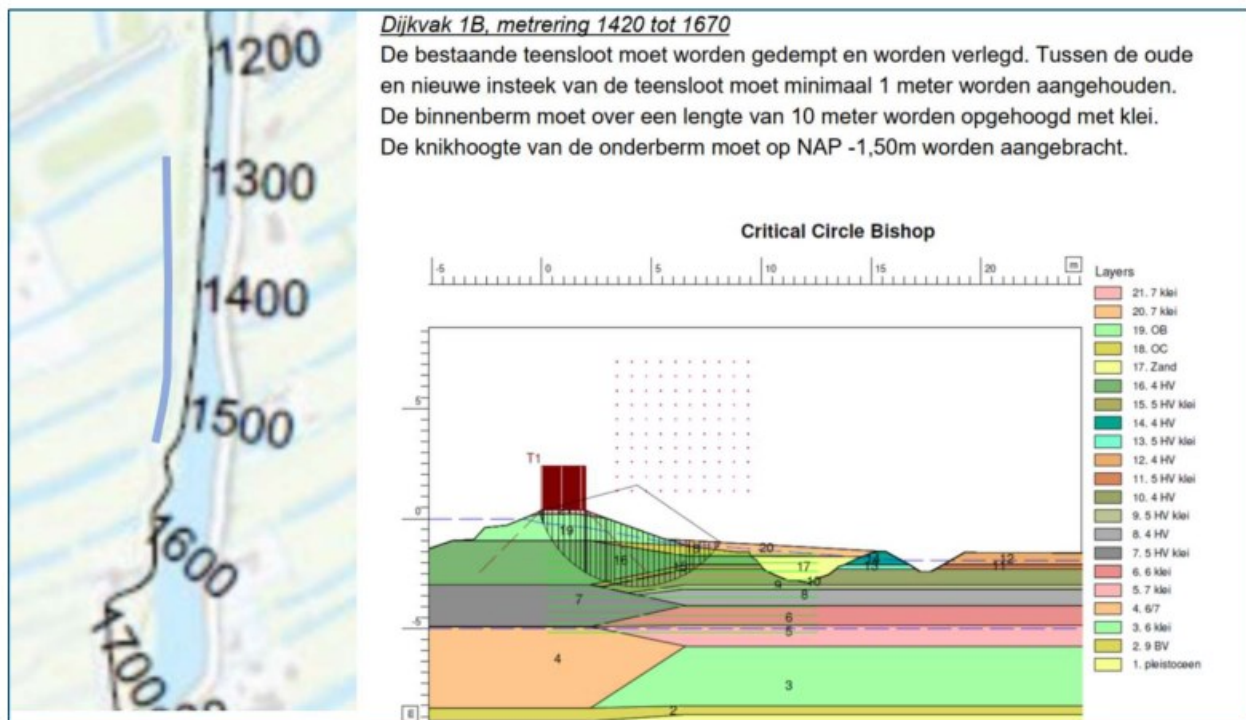 1200
1300
1400
1500
1600
1700
Dijkvak 1B, metrering 1420 tot 1670
De bestaande teensloot moet worden gedempt en worden verlegd. Tussen de oude
en nieuwe insteek van de teensloot moet minimaal 1 meter worden aangehouden.
De binnenberm moet over een lengte van 10 meter worden opgehoogd met klei.
De knikhoogte van de onderberm moet op NAP -1,50m worden aangebracht.
Critical Circle Bishop
-5 0 5 10 15 20 m
5
0
-5
T1
19
16
18
20
17
10
9
8
7
6
5
4
3
2
12
11
Layers
21. 7 klei
20. 7 klei
19. OB
18. OC
17. Zand
16. 4 HV
15. 5 HV klei
14. 4 HV
13. 5 HV klei
12. 4 HV
11. 5 HV klei
10. 4 HV
9. 5 HV klei
8. 4 HV
7. 5 HV klei
6. 6 klei
5. 7 klei
4. 6/7
3. 6 klei
2. 9 BV
1. pleistoceen